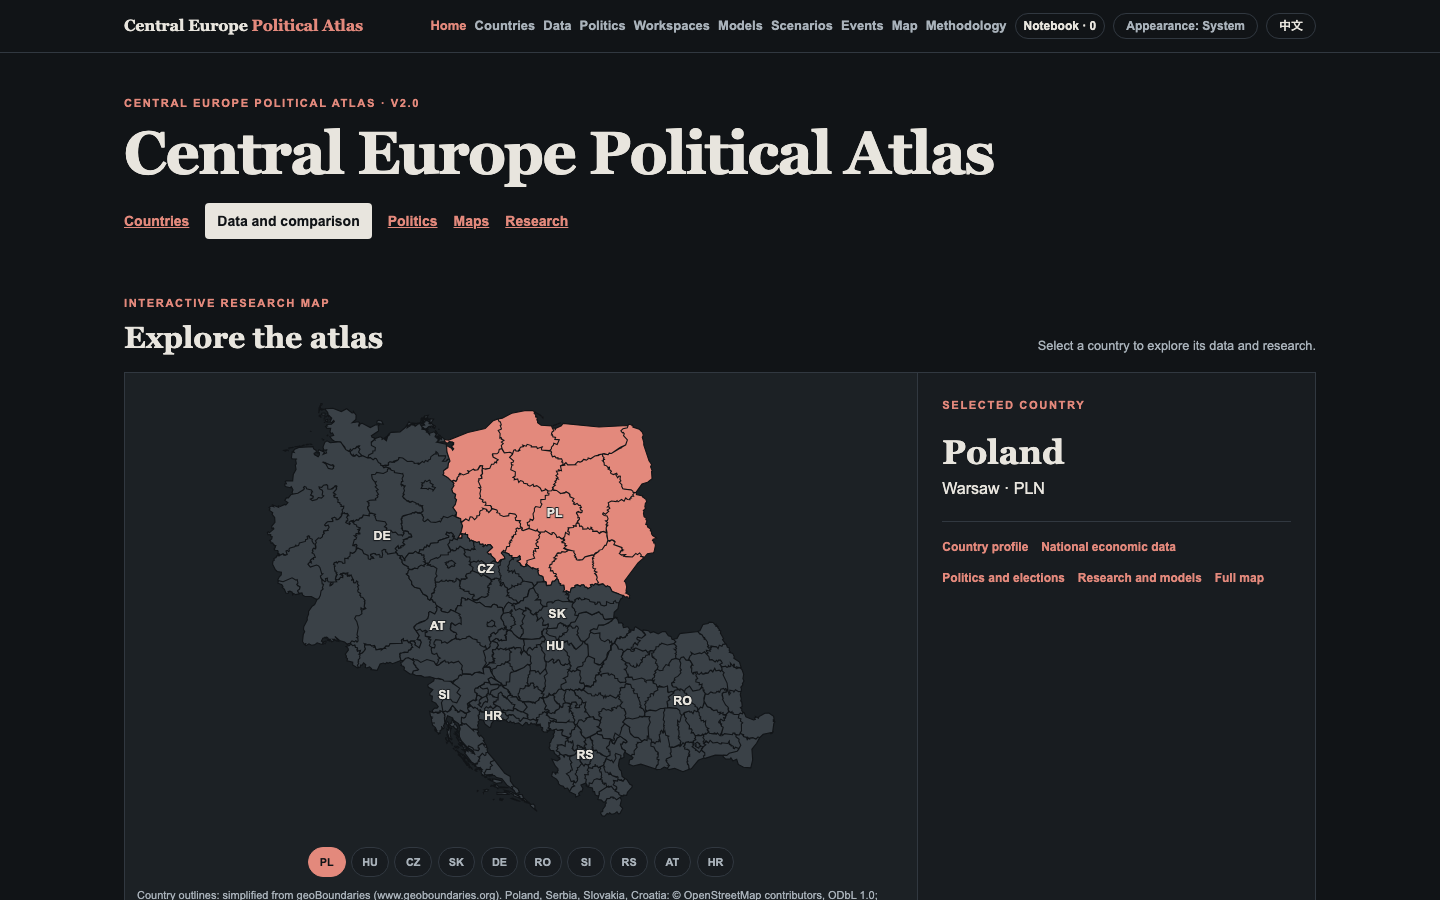 Central Europe Political Atlas
Home Countries Data Politics Workspaces Models Scenarios Events Map Methodology Notebook · 0 Appearance: System 中文
CENTRAL EUROPE POLITICAL ATLAS · V2.0
Central Europe Political Atlas
Countries Data and comparison Politics Maps Research
INTERACTIVE RESEARCH MAP
Explore the atlas
Select a country to explore its data and research.
PL
DE
CZ
SK
AT
HU
SI
RO
HR
RS
PL HU CZ SK DE RO SI RS AT HR
Country outlines: simplified from geoBoundaries (www.geoboundaries.org). Poland, Serbia, Slovakia, Croatia: © OpenStreetMap contributors, ODbL 1.0;
SELECTED COUNTRY
Poland
Warsaw · PLN
Country profile National economic data
Politics and elections Research and models Full map